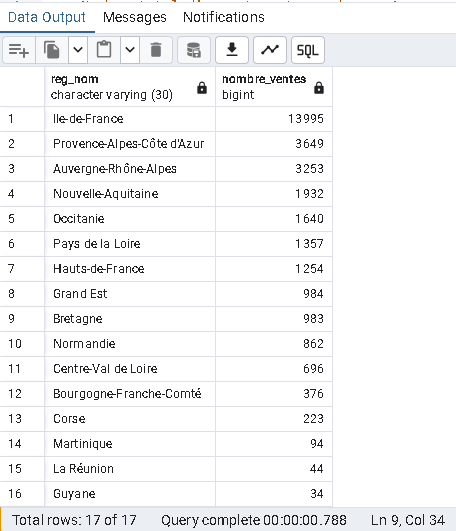 Data Output Messages Notifications
SQL
reg_nom nombre_ventes
character varying (30) bigint
1 Ile-de-France 13995
2 Provence-Alpes-Côte d'Azur 3649
3 Auvergne-Rhône-Alpes 3253
4 Nouvelle-Aquitaine 1932
5 Occitanie 1640
6 Pays de la Loire 1357
7 Hauts-de-France 1254
8 Grand Est 984
9 Bretagne 983
10 Normandie 862
11 Centre-Val de Loire 696
12 Bourgogne-Franche-Comté 376
13 Corse 223
14 Martinique 94
15 La Réunion 44
16 Guyane 34
Total rows: 17 of 17 Query complete 00:00:00.788 Ln 9, Col 34